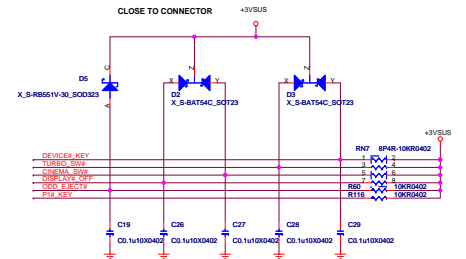 CLOSE TO CONNECTOR
+3VSUS
D5
C
A
X_S-RB551V-30_SOD323
X
Z
Y
D2
X_S-BAT54C_SOT23
X
Z
Y
D3
X_S-BAT54C_SOT23
+3VSUS
RN7 8P4R-10KR0402
DEVICE#_KEY 1 2
TURBO_SW# 3 4
CINEMA_SW# 5 6
DISPLAY#_OFF 7 8
ODD_EJECT# R60 10KR0402
P1#_KEY R116 10KR0402
C19
C0.1u10X0402
C26
C0.1u10X0402
C27
C0.1u10X0402
C28
C0.1u10X0402
C29
C0.1u10X0402